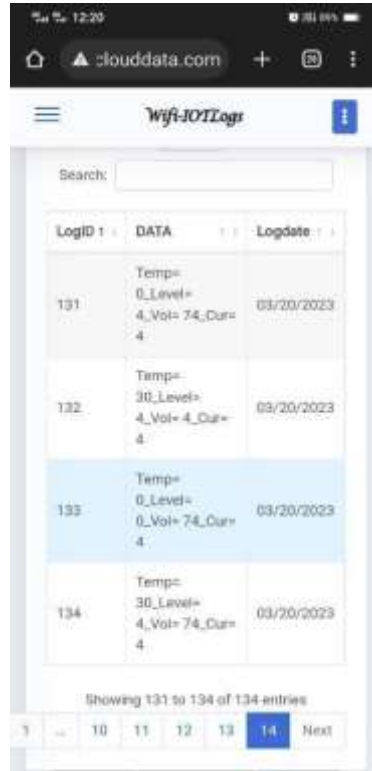 12:20
clouddata.com
Wifi-IOTLogs
Search:
LogID DATA Logdate
131
Temp=
0_Level=
4_Vol= 74_Cur=
4
03/20/2023
132
Temp=
30_Level=
4_Vol= 4_Cur=
4
03/20/2023
133
Temp=
0_Level=
0_Vol= 74_Cur=
4
03/20/2023
134
Temp=
30_Level=
4_Vol= 74_Cur=
4
03/20/2023
Showing 131 to 134 of 134 entries
1 ... 10 11 12 13 14 Next